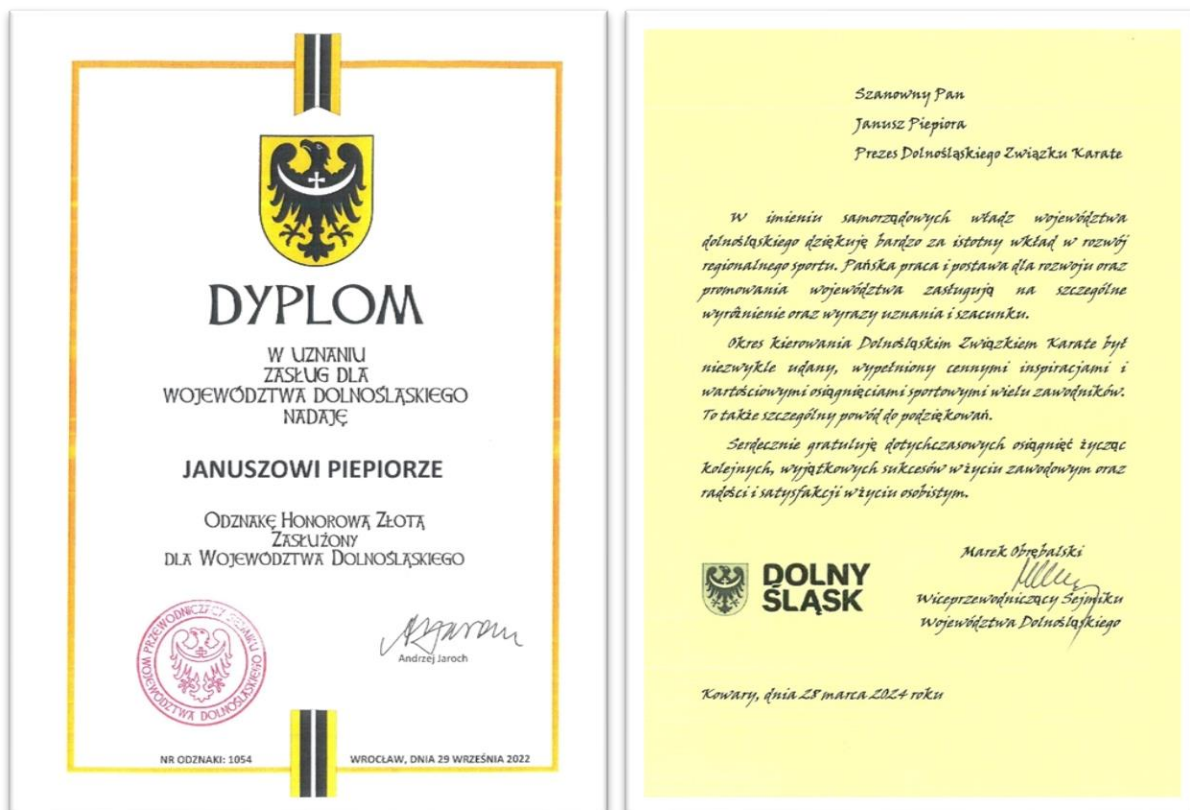 DYPLOM
W UZNANIU
ZASŁUG DLA
WOJEWÓDZTWA DOLNOŚLĄSKIEGO
NADAJĘ
JANUSZOWI PIEPIORZE
ODZNAKĘ HONOROWĄ ZŁOTĄ
ZASŁUŻONY
DLA WOJEWÓDZTWA DOLNOŚLĄSKIEGO
PRZEWODNICZĄCY SEJMIKU
WOJEWÓDZTWA DOLNOŚLĄSKIEGO
Andrzej Jaroch
NR ODZNAKI: 1054
WROCŁAW, DNIA 29 WRZEŚNIA 2022
Szanowny Pan
Janusz Piepiora
Prezes Dolnośląskiego Związku Karate
W imieniu samorządowych władz województwa
dolnośląskiego dziękuję bardzo za istotny wkład w rozwój
regionalnego sportu. Pańska praca i postawa dla rozwoju oraz
promowania województwa zasługują na szczególne
wyróżnienie oraz wyrazy uznania i szacunku.
Okres kierowania Dolnośląskim Związkiem Karate był
niezwykle udany, wypełniony cennymi inspiracjami i
wartościowymi osiągnięciami sportowymi wielu zawodników.
To także szczególny powód do podziękowań.
Serdecznie gratuluję dotychczasowych osiągnięć życząc
kolejnych, wyjątkowych sukcesów w życiu zawodowym oraz
radości i satysfakcji w życiu osobistym.
DOLNY
ŚLĄSK
Marek Obrębalski
Wiceprzewodniczący Sejmiku
Województwa Dolnośląskiego
Kowary, dnia 28 marca 2024 roku